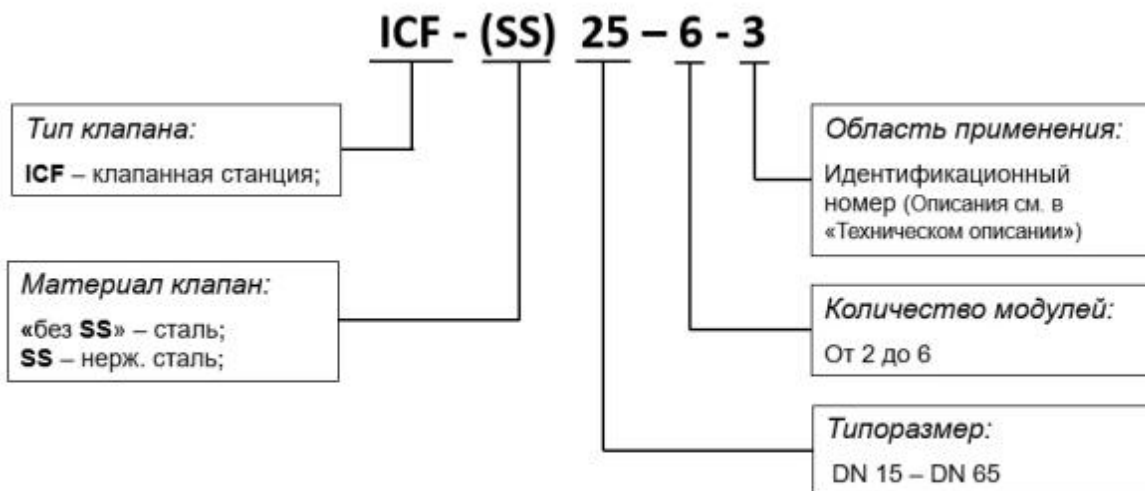 ICF - (SS) 25 – 6 - 3
Тип клапана:
ICF – клапанная станция;
Материал клапан:
«без SS» – сталь;
SS – нерж. сталь;
Область применения:
Идентификационный
номер (Описания см. в
«Техническом описании»)
Количество модулей:
От 2 до 6
Типоразмер:
DN 15 – DN 65